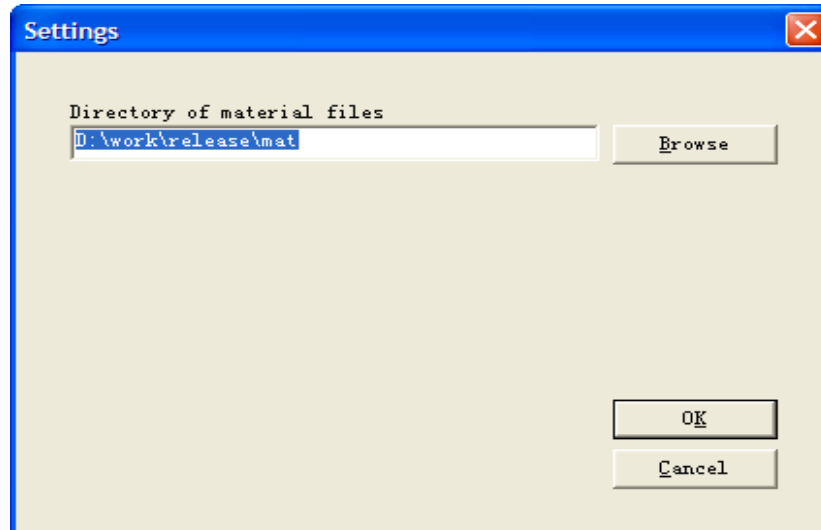 Settings
Directory of material files
D:\work\release\mat
Browse
OK
Cancel